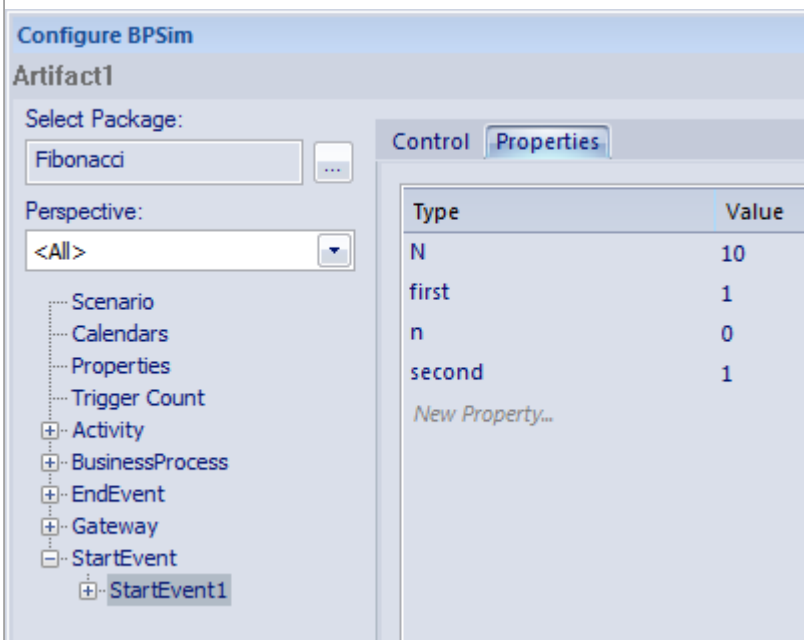 Configure BPSim
Artifact1
Select Package:
Fibonacci
...
Perspective:
<All>
Scenario
Calendars
Properties
Trigger Count
Activity
BusinessProcess
EndEvent
Gateway
StartEvent
StartEvent1
Control Properties
Type Value
N 10
first 1
n 0
second 1
New Property...